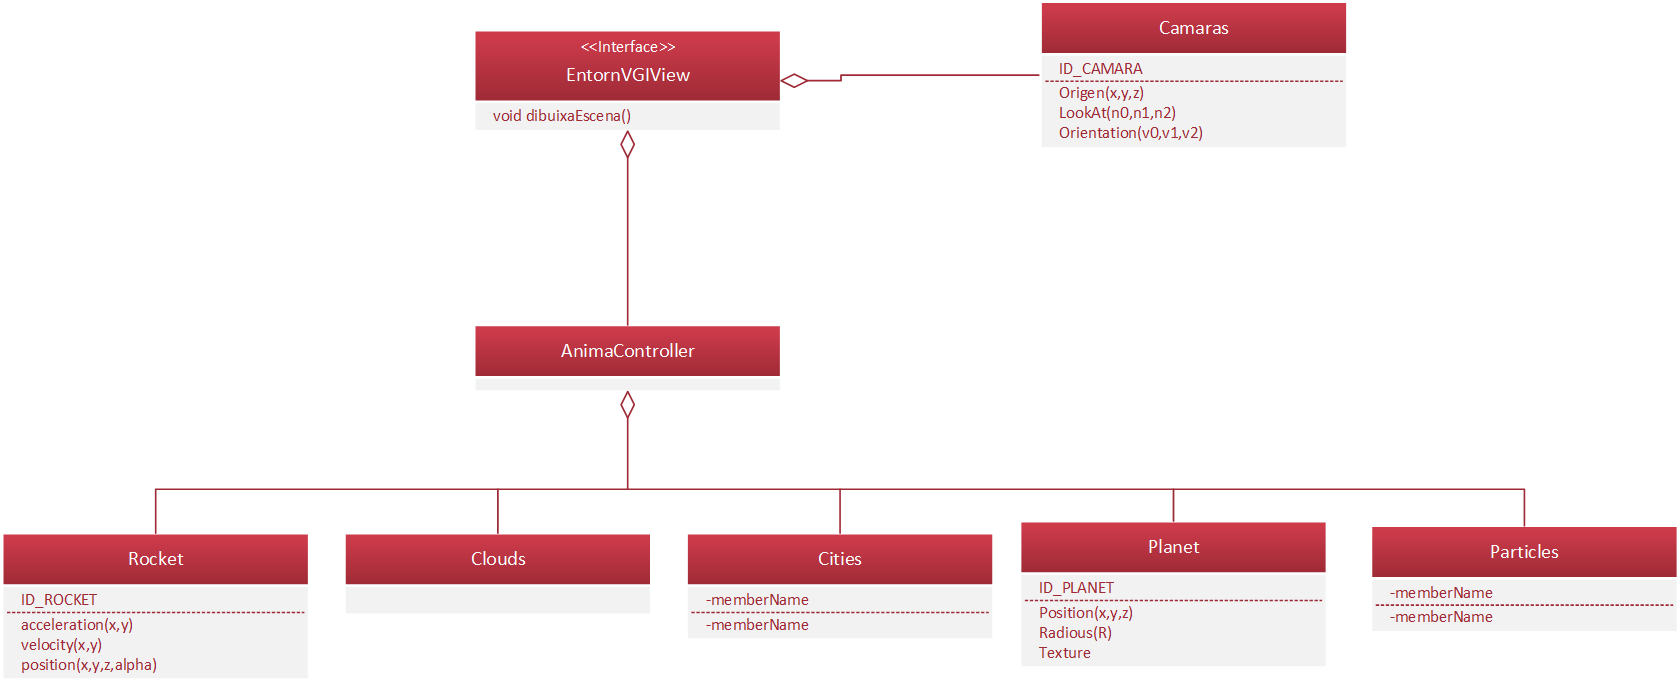 <<Interface>>
EntornVGIView
void dibuixaEscena()
Camaras
ID_CAMARA
Origen(x,y,z)
LookAt(n0,n1,n2)
Orientation(v0,v1,v2)
AnimaController
Rocket
ID_ROCKET
acceleration(x,y)
velocity(x,y)
position(x,y,z,alpha)
Clouds
Cities
-memberName
-memberName
Planet
ID_PLANET
Position(x,y,z)
Radious(R)
Texture
Particles
-memberName
-memberName